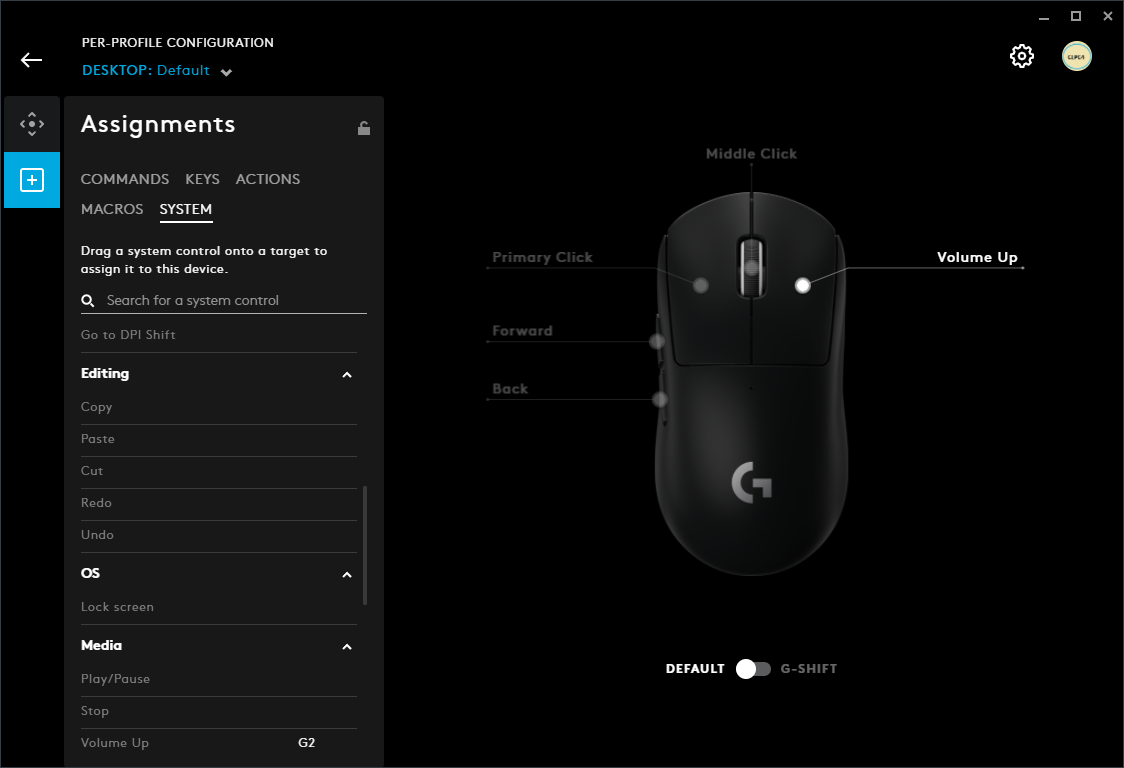 PER-PROFILE CONFIGURATION
DESKTOP: Default
Assignments
COMMANDS KEYS ACTIONS
MACROS SYSTEM
Drag a system control onto a target to
assign it to this device.
Search for a system control
Go to DPI Shift
Editing
Copy
Paste
Cut
Redo
Undo
OS
Lock screen
Media
Play/Pause
Stop
Volume Up G2
Middle Click
Primary Click
Volume Up
Forward
Back
DEFAULT G-SHIFT